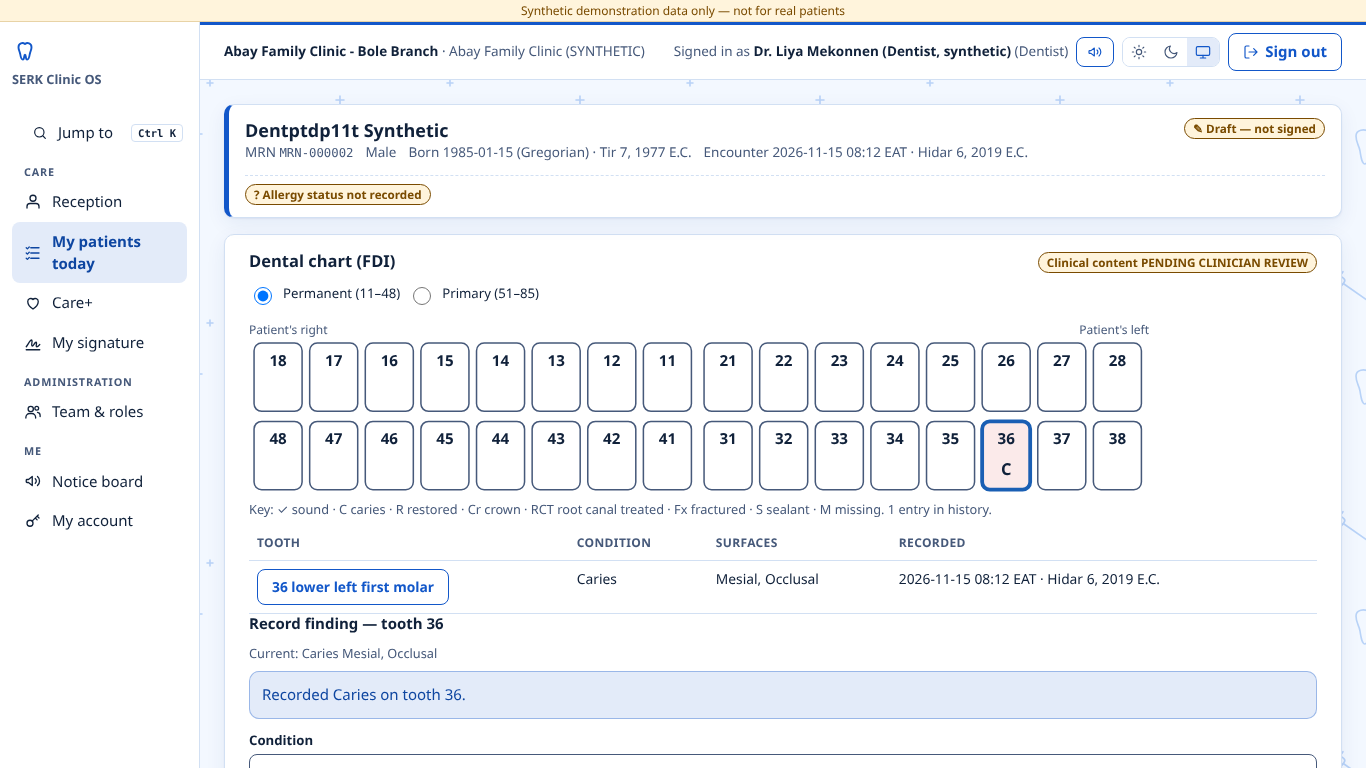 Synthetic demonstration data only — not for real patients
SERK Clinic OS
Jump to Ctrl K
CARE
Reception
My patients
today
Care+
My signature
ADMINISTRATION
Team & roles
ME
Notice board
My account
Abay Family Clinic - Bole Branch · Abay Family Clinic (SYNTHETIC)
Signed in as Dr. Liya Mekonnen (Dentist, synthetic) (Dentist)
Sign out
Dentptdp11t Synthetic
✎ Draft — not signed
MRN MRN-000002 Male Born 1985-01-15 (Gregorian) · Tir 7, 1977 E.C. Encounter 2026-11-15 08:12 EAT · Hidar 6, 2019 E.C.
? Allergy status not recorded
Dental chart (FDI)
Clinical content PENDING CLINICIAN REVIEW
Permanent (11–48) Primary (51–85)
Patient's right Patient's left
18 17 16 15 14 13 12 11 21 22 23 24 25 26 27 28
48 47 46 45 44 43 42 41 31 32 33 34 35 36 37 38
C
Key: ✓ sound · C caries · R restored · Cr crown · RCT root canal treated · Fx fractured · S sealant · M missing. 1 entry in history.
TOOTH CONDITION SURFACES RECORDED
36 lower left first molar Caries Mesial, Occlusal 2026-11-15 08:12 EAT · Hidar 6, 2019 E.C.
Record finding — tooth 36
Current: Caries Mesial, Occlusal
Recorded Caries on tooth 36.
Condition